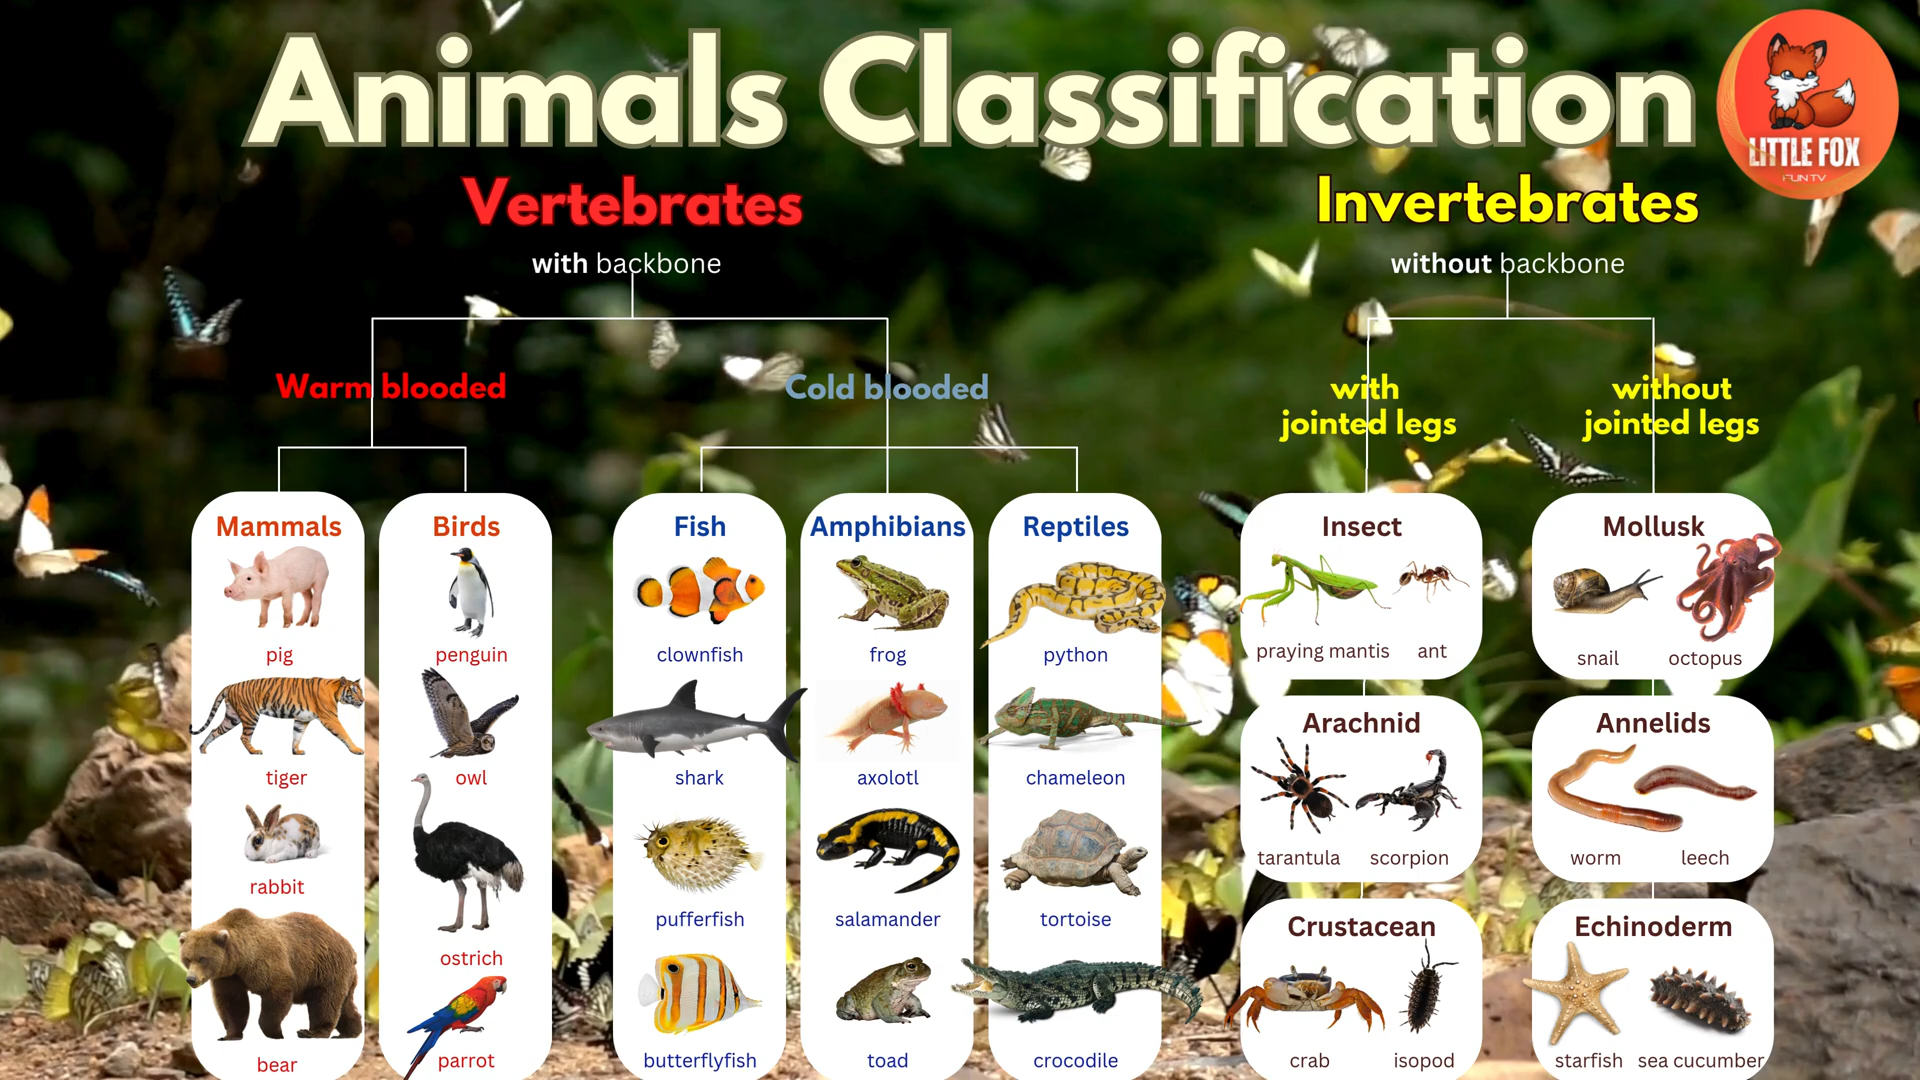 Animals Classification
LITTLE FOX
FUN TV
Vertebrates
with backbone
Invertebrates
without backbone
Warm blooded
Cold blooded
with
jointed legs
without
jointed legs
Mammals
pig
tiger
rabbit
bear
Birds
penguin
owl
ostrich
parrot
Fish
clownfish
shark
pufferfish
butterflyfish
Amphibians
frog
axolotl
salamander
toad
Reptiles
python
chameleon
tortoise
crocodile
Insect
praying mantis ant
Arachnid
tarantula scorpion
Crustacean
crab isopod
Mollusk
snail octopus
Annelids
worm leech
Echinoderm
starfish sea cucumber